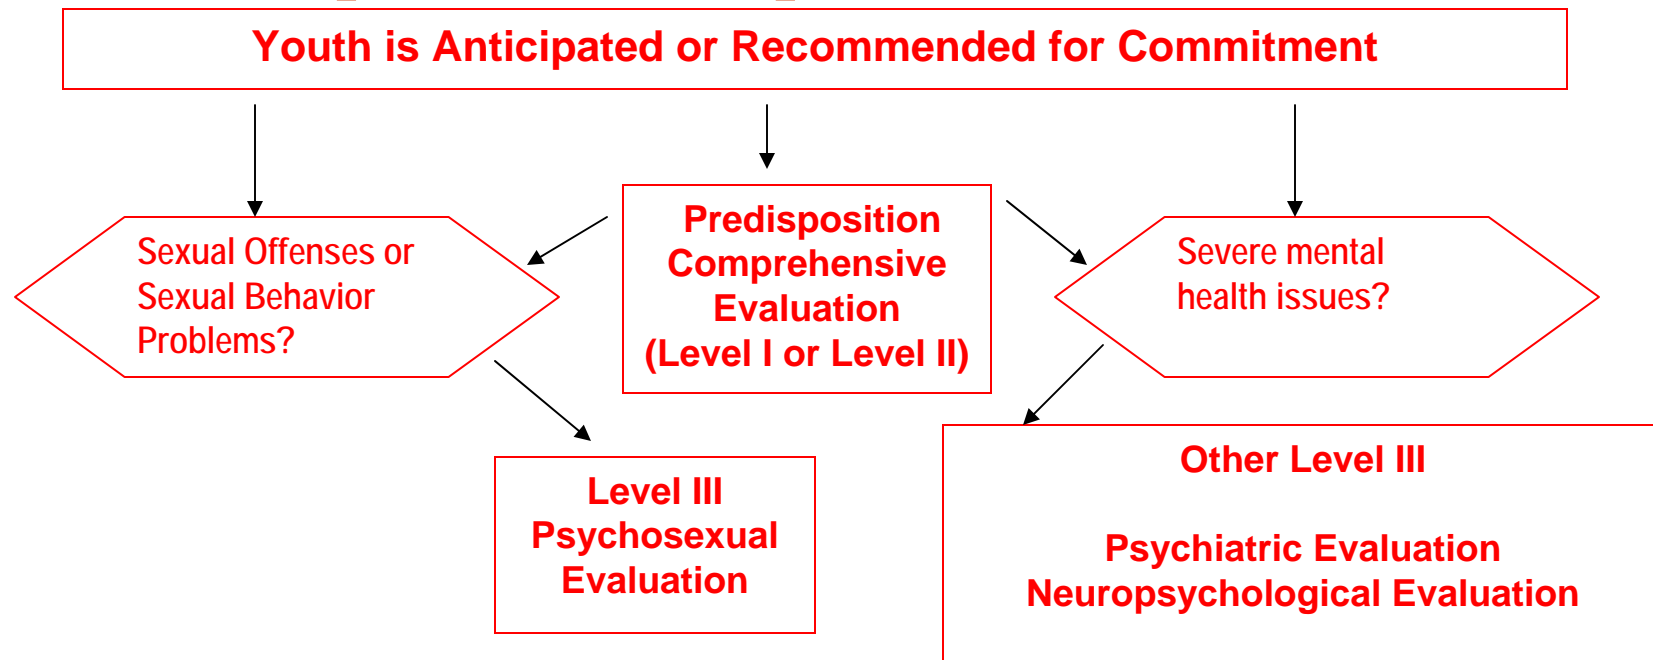 Youth is Anticipated or Recommended for Commitment
Sexual Offenses or
Sexual Behavior
Problems?
Predisposition
Comprehensive
Evaluation
(Level I or Level II)
Severe mental
health issues?
Level III
Psychosexual
Evaluation
Other Level III
Psychiatric Evaluation
Neuropsychological Evaluation